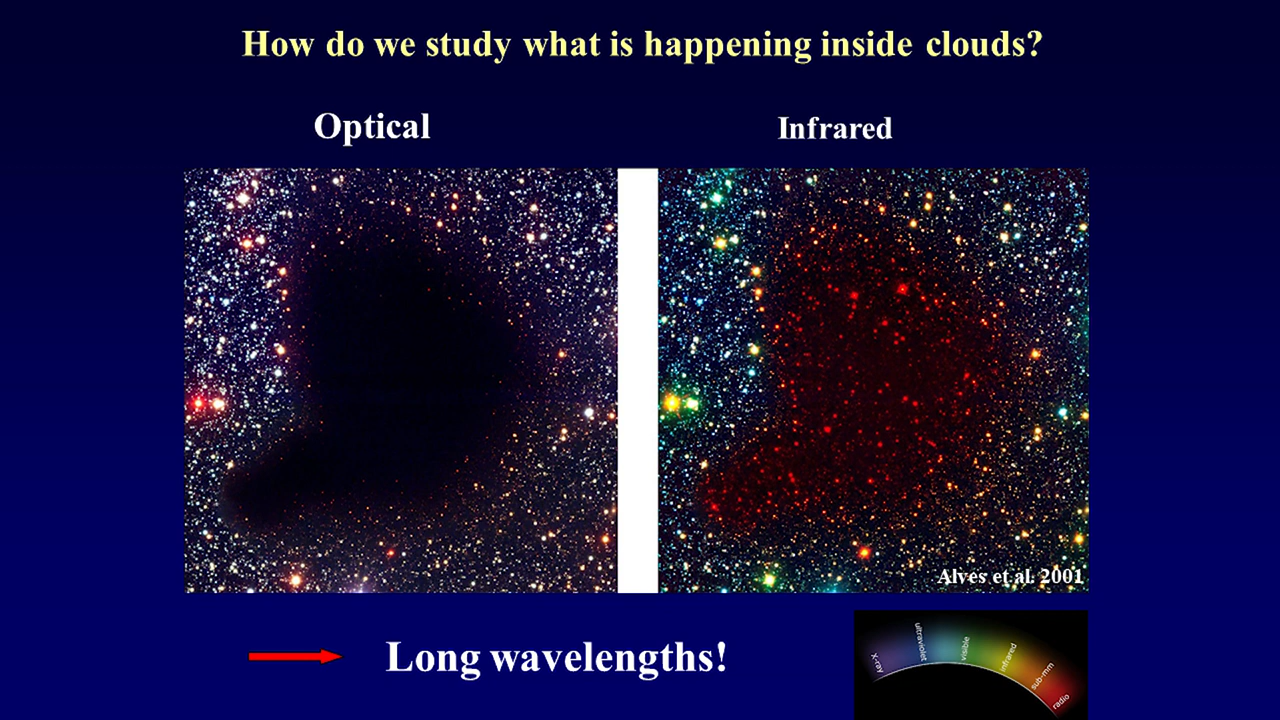 How do we study what is happening inside clouds?
Optical
Infrared
Alves et al. 2001
Long wavelengths!
x-ray
ultraviolet
visible
infrared
sub-mm
radio